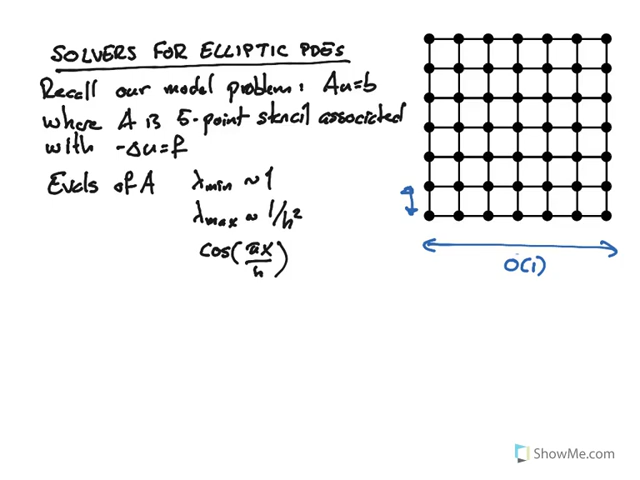 SOLVERS FOR ELLIPTIC PDES
Recall our model problem: Au=b
where A is 5-point stencil associated
with -Δu=f
Evals of A λmin ~ 1
λmax ~ 1/h²
cos(πx/h)
O(1)
ShowMe.com